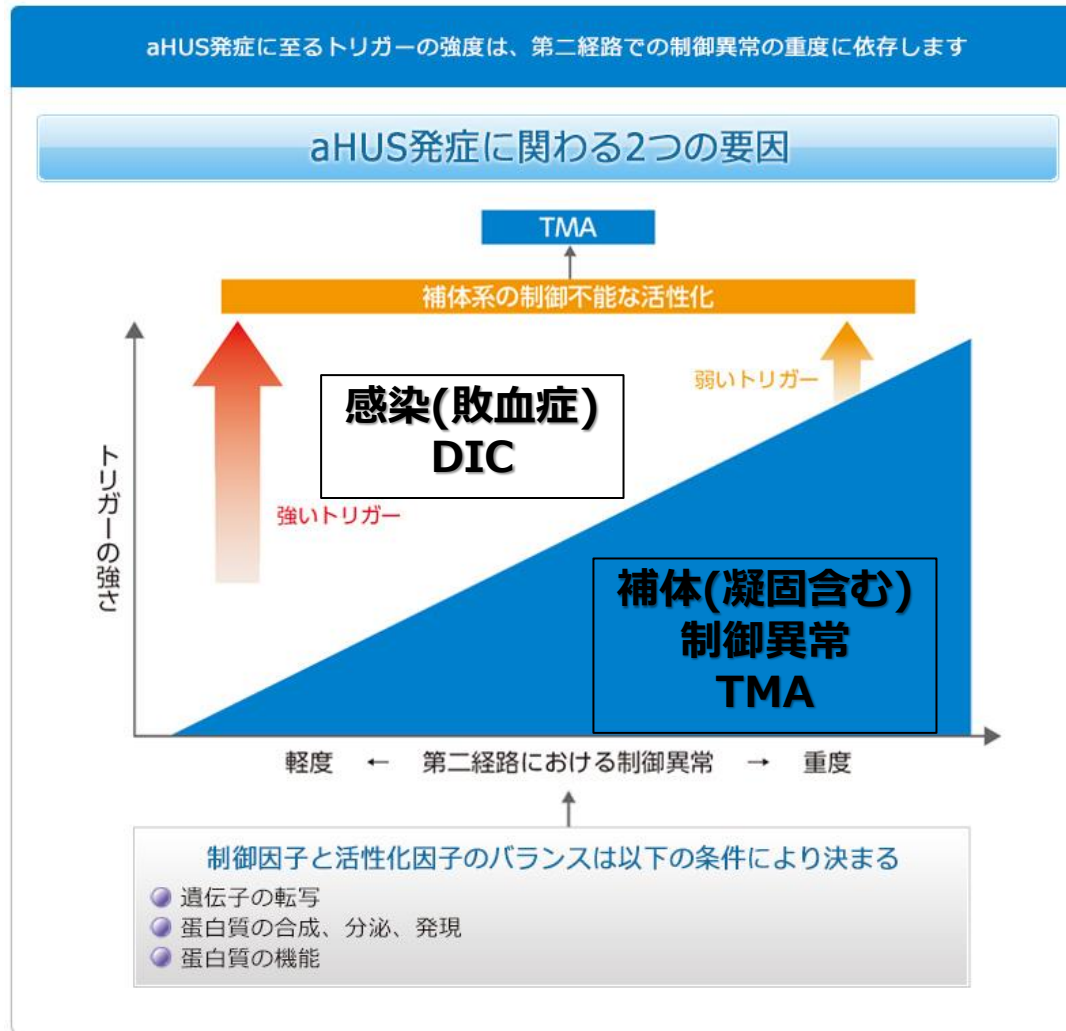 aHUS発症に至るトリガーの強度は、第二経路での制御異常の重度に依存します
aHUS発症に関わる2つの要因
TMA
補体系の制御不能な活性化
弱いトリガー
感染(敗血症)
DIC
強いトリガー
トリガーの強さ
補体(凝固含む)
制御異常
TMA
軽度 ← 第二経路における制御異常 → 重度
制御因子と活性化因子のバランスは以下の条件により決まる
遺伝子の転写
蛋白質の合成、分泌、発現
蛋白質の機能